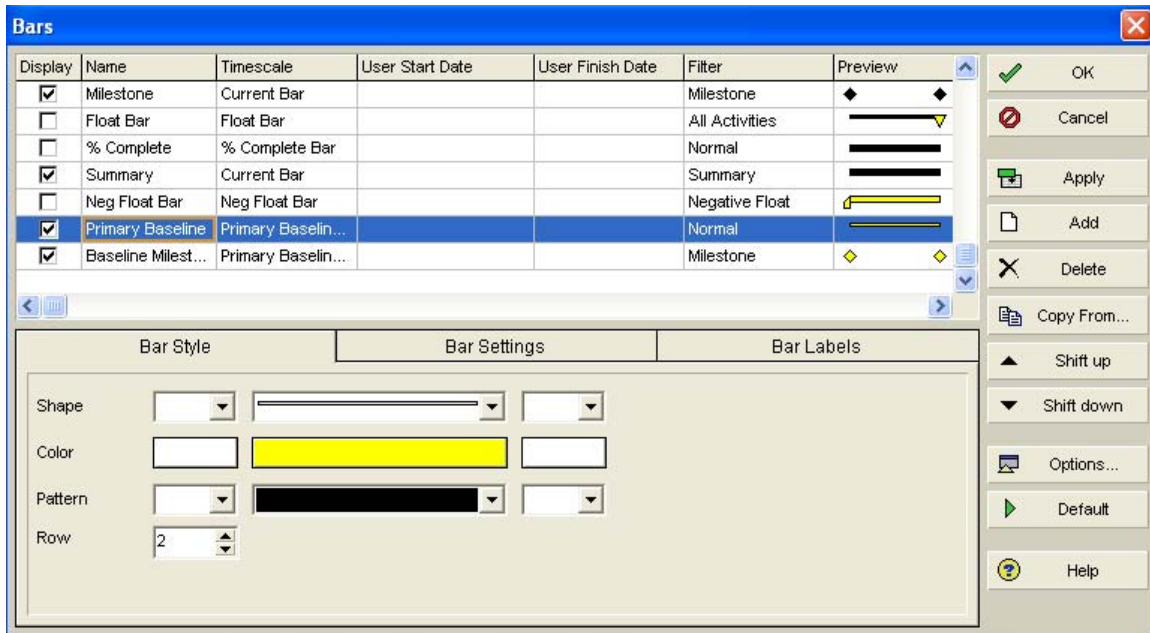 Bars
Display Name Timescale User Start Date User Finish Date Filter Preview
Milestone Current Bar Milestone
Float Bar Float Bar All Activities
% Complete % Complete Bar Normal
Summary Current Bar Summary
Neg Float Bar Neg Float Bar Negative Float
Primary Baseline Primary Baselin... Normal
Baseline Milest... Primary Baselin... Milestone
OK
Cancel
Apply
Add
Delete
Copy From...
Shift up
Shift down
Options...
Default
Help
Bar Style Bar Settings Bar Labels
Shape
Color
Pattern
Row 2